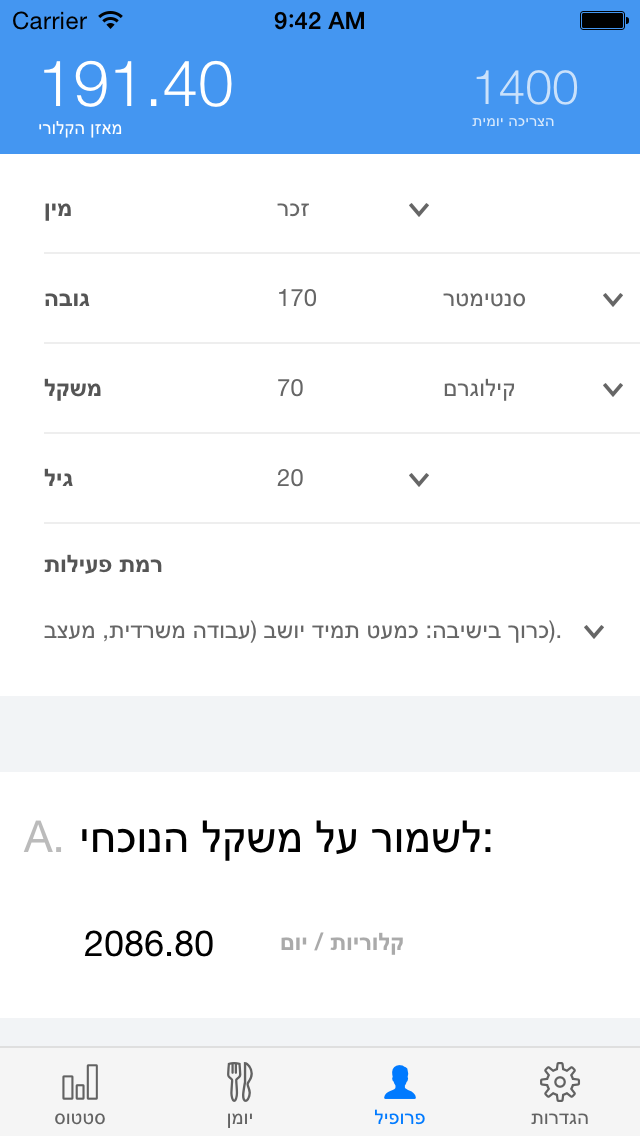 Carrier 9:42 AM
191.40 1400
מאזן הקלורי הצריכה יומית
מין זכר
גובה 170 סנטימטר
משקל 70 קילוגרם
גיל 20
רמת פעילות
כרוך בישיבה: כמעט תמיד יושב (עבודה משרדית, מעצב).
A. לשמור על משקל הנוכחי:
2086.80 קלוריות / יום
סטטוס יומן פרופיל הגדרות